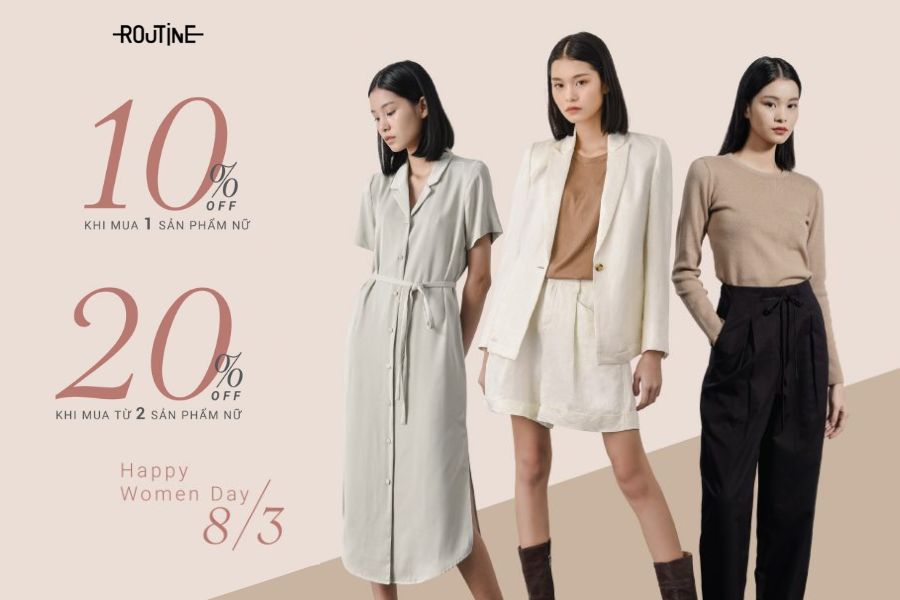 ROUTINE
10%
OFF
KHI MUA 1 SẢN PHẨM NỮ
20%
OFF
KHI MUA TỪ 2 SẢN PHẨM NỮ
Happy
Women Day
8/3